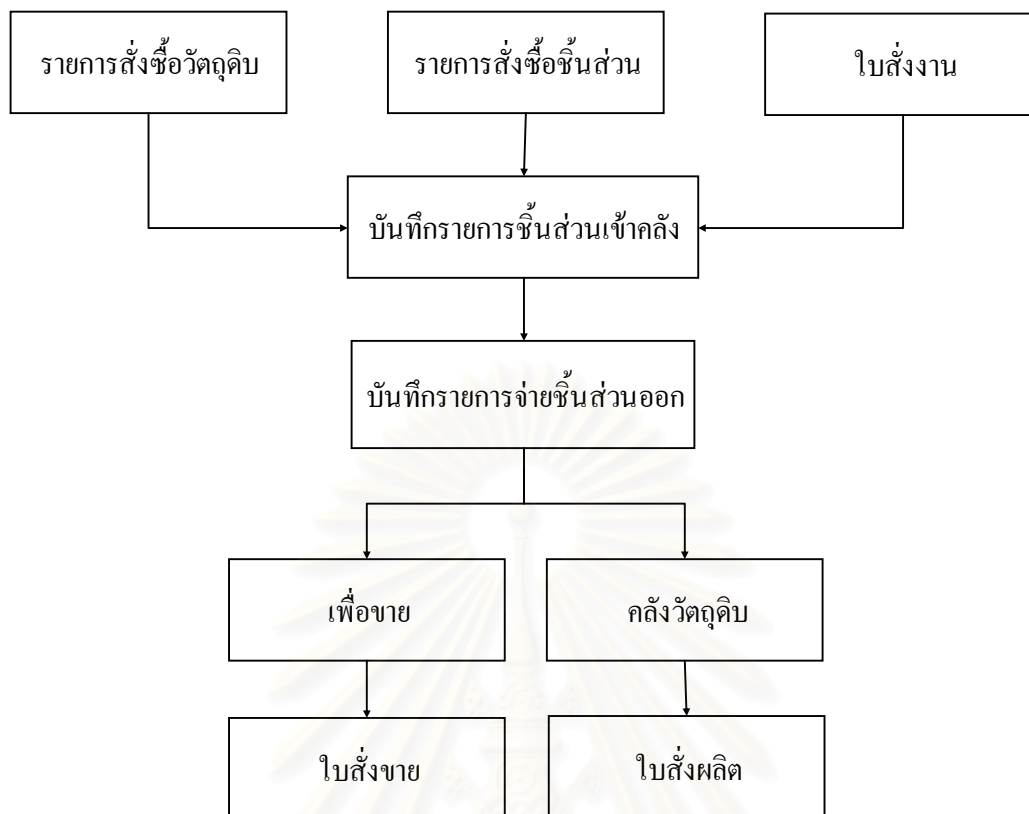 รายการสั่งซื้อวัตถุดิบ
รายการสั่งซื้อชิ้นส่วน
ใบสั่งงาน
บันทึกรายการชิ้นส่วนเข้าคลัง
บันทึกรายการจ่ายชิ้นส่วนออก
เพื่อขาย
คลังวัตถุดิบ
ใบสั่งขาย
ใบสั่งผลิต